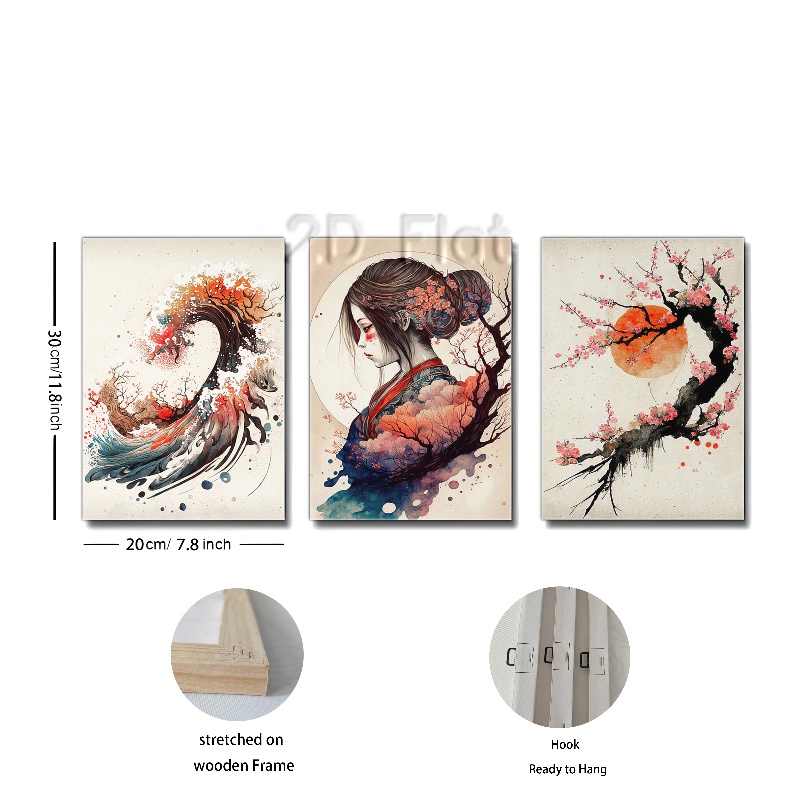 2D Flat
30cm/11.8inch
20cm/ 7.8 inch
stretched on
wooden Frame
Hook
Ready to Hang